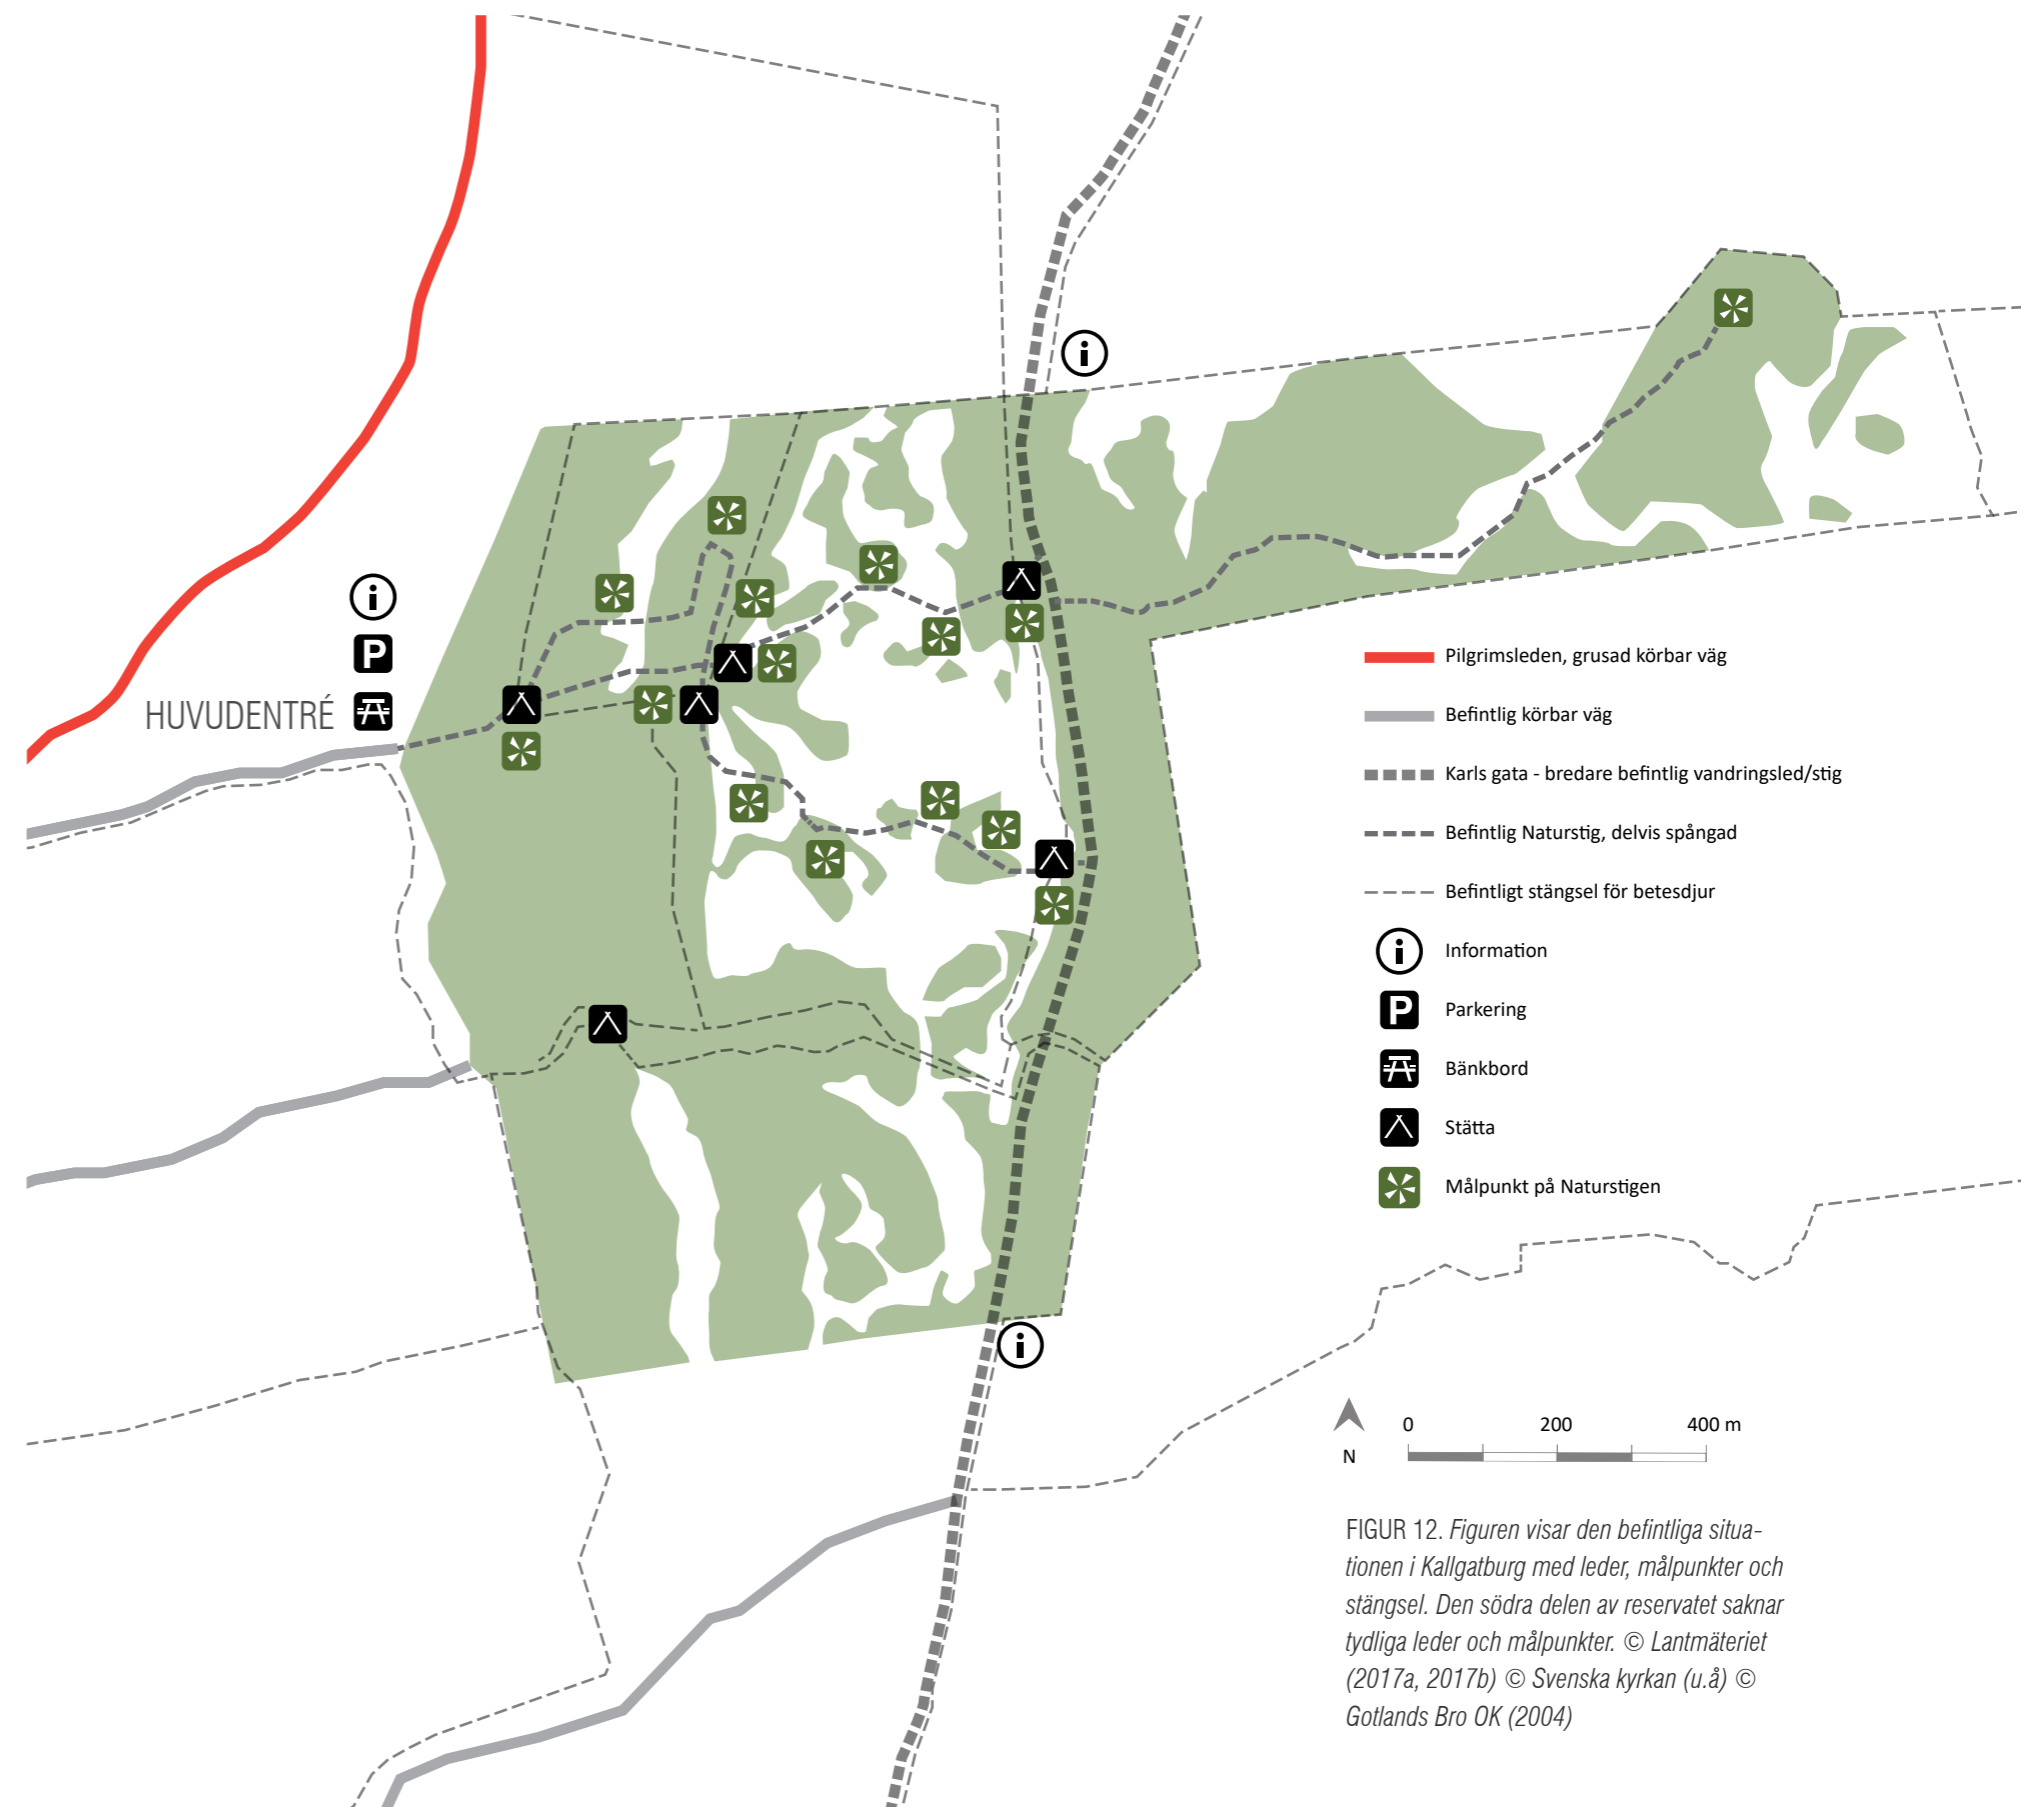 HUVUDENTRÉ
P
Pilgrimsleden, grusad körbar väg
Befintlig körbar väg
Karls gata - bredare befintlig vandringsled/stig
Befintlig Naturstig, delvis spångad
Befintligt stängsel för betesdjur
i Information
P Parkering
Bänkbord
Stätta
Målpunkt på Naturstigen
0 200 400 m
N
FIGUR 12. Figuren visar den befintliga situa-
tionen i Kallgatburg med leder, målpunkter och
stängsel. Den södra delen av reservatet saknar
tydliga leder och målpunkter. © Lantmäteriet
(2017a, 2017b) © Svenska kyrkan (u.å) ©
Gotlands Bro OK (2004)